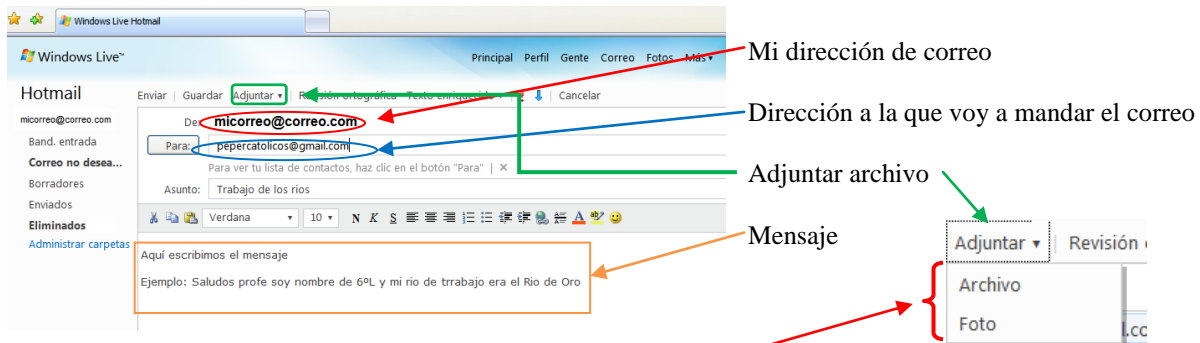 Windows Live Hotmail
Windows Live™
Principal Perfil Gente Correo Fotos Más
Hotmail
Enviar | Guardar Adjuntar | ortográfica Texto enriquecido | Cancelar
micorreo@correo.com
De: micorreo@correo.com
Para: pepercatolicos@gmail.com
Para ver tu lista de contactos, haz clic en el botón "Para" | ×
Asunto: Trabajo de los rios
Band. entrada
Correo no desea...
Borradores
Enviados
Eliminados
Administrar carpetas
Verdana 10 N K S
Aquí escribimos el mensaje
Ejemplo: Saludos profe soy nombre de 6ºL y mi rio de trrabajo era el Rio de Oro
Mi dirección de correo
Dirección a la que voy a mandar el correo
Adjuntar archivo
Mensaje
Adjuntar Revisión
Archivo
Foto